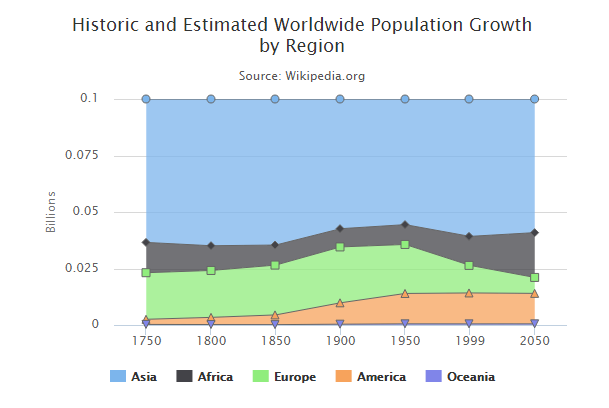 Historic and Estimated Worldwide Population Growth
by Region
Source: Wikipedia.org
Billions
0.1
0.075
0.05
0.025
0
1750 1800 1850 1900 1950 1999 2050
Asia Africa Europe America Oceania